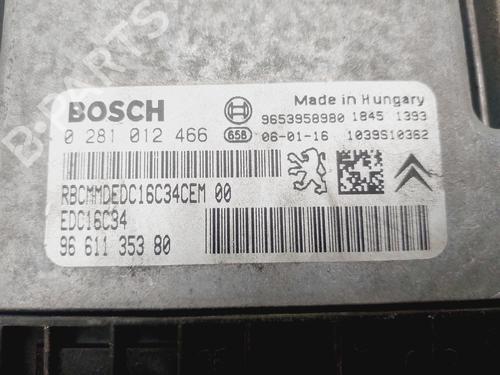 BOSCH
Made in Hungary
9653958980 1845 1393
0 281 012 466 658 06-01-16 1039S10362
RBCMMDEDC16C34CEM 00
EDC16C34
96 611 353 80
B-PARTS